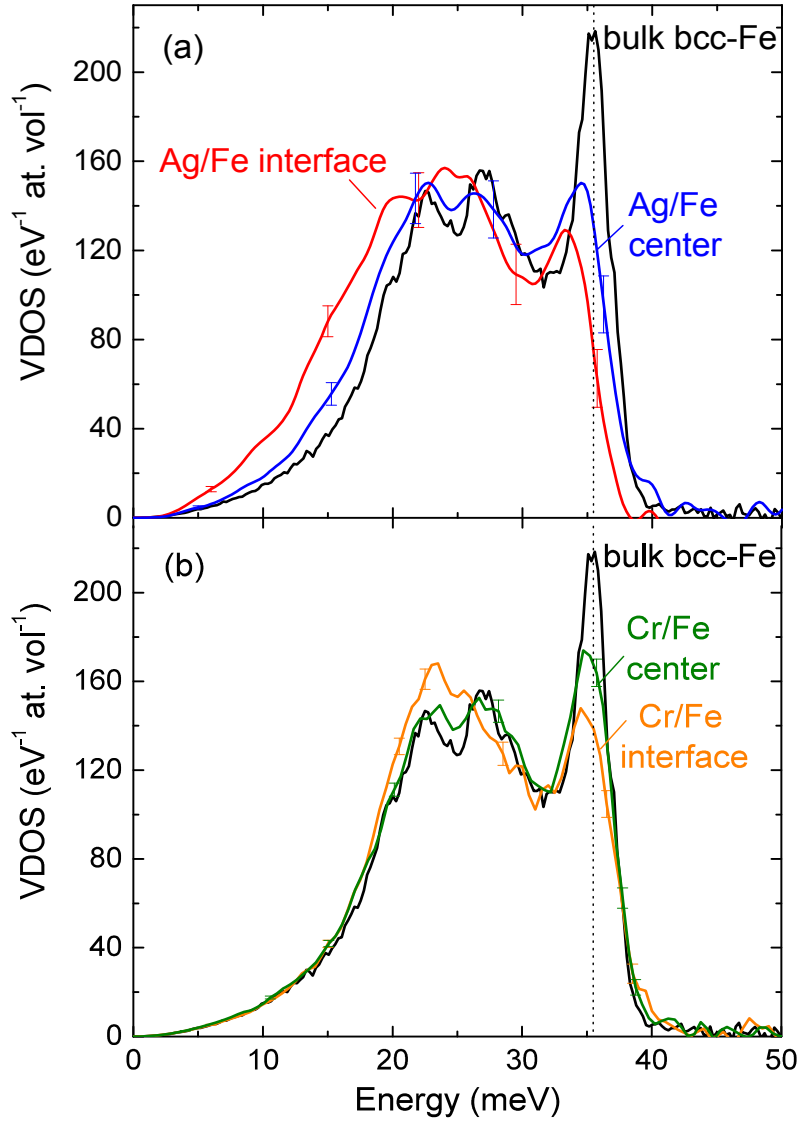 (a)
bulk bcc-Fe
Ag/Fe interface
Ag/Fe
center
VDOS (eV⁻¹ at. vol⁻¹)
200
160
120
80
40
0
(b)
bulk bcc-Fe
Cr/Fe
center
Cr/Fe
interface
VDOS (eV⁻¹ at. vol⁻¹)
200
160
120
80
40
0
0 10 20 30 40 50
Energy (meV)